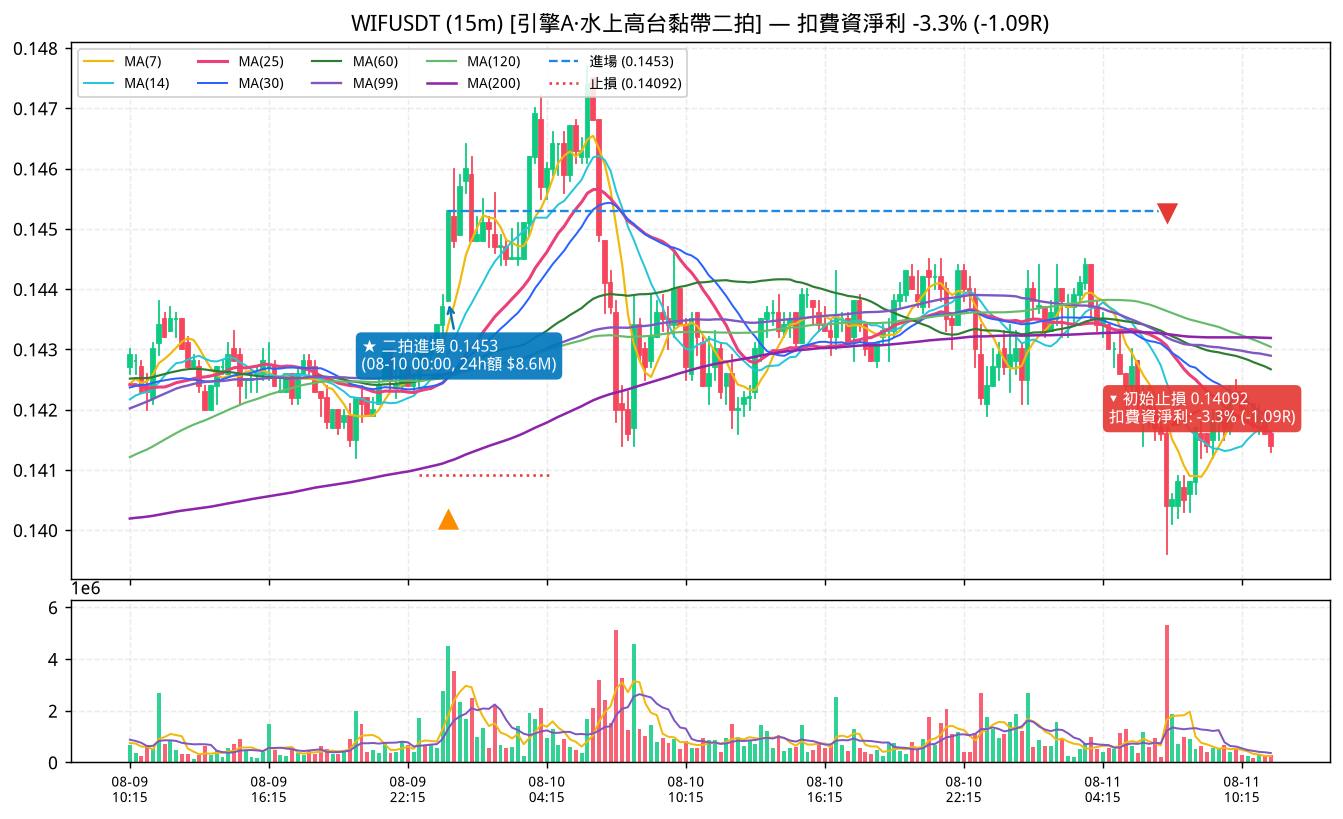 WIFUSDT (15m) [引擎A·水上高台黏帶二拍] — 扣費資淨利 -3.3% (-1.09R)
MA(7) MA(25) MA(60) MA(120) 進場 (0.1453)
MA(14) MA(30) MA(99) MA(200) 止損 (0.14092)
0.148
0.147
0.146
0.145
0.144
0.143
0.142
0.141
0.140
★ 二拍進場 0.1453
(08-10 00:00, 24h額 $8.6M)
▼ 初始止損 0.14092
扣費資淨利: -3.3% (-1.09R)
1e6
6
4
2
0
08-09 08-09 08-09 08-10 08-10 08-10 08-10 08-11 08-11
10:15 16:15 22:15 04:15 10:15 16:15 22:15 04:15 10:15